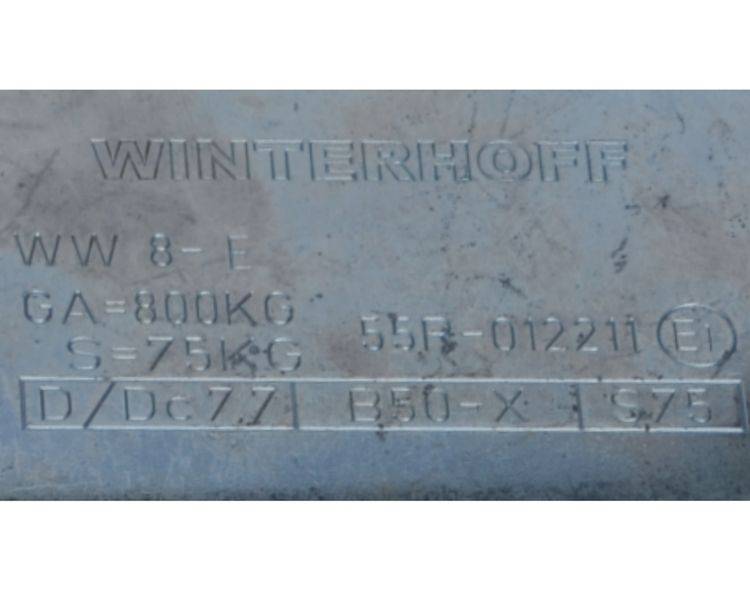 WINTERHOFF
WW 8-E
GA=800KG
S=75KG 55R-012211 E1
D/Dc7.7 B50-X S75